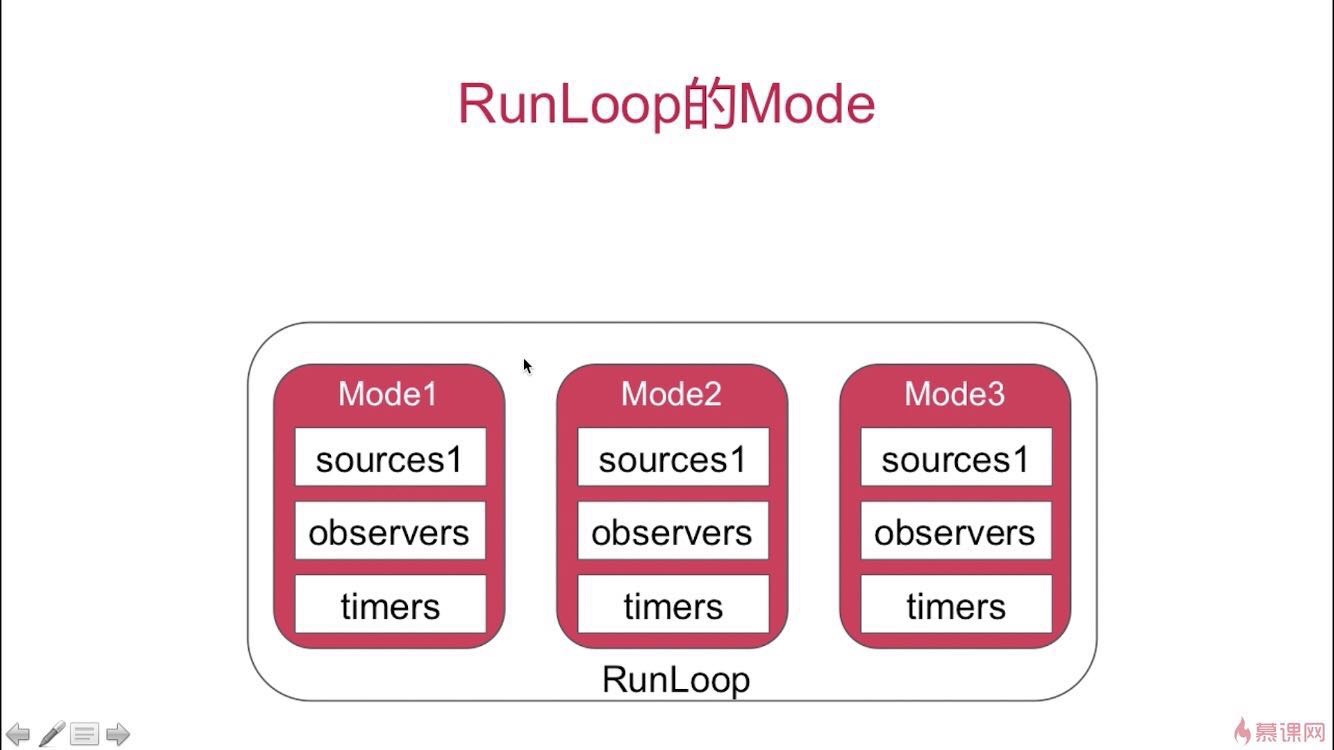 RunLoop的Mode
Mode1
sources1
observers
timers
Mode2
sources1
observers
timers
Mode3
sources1
observers
timers
RunLoop
慕课网